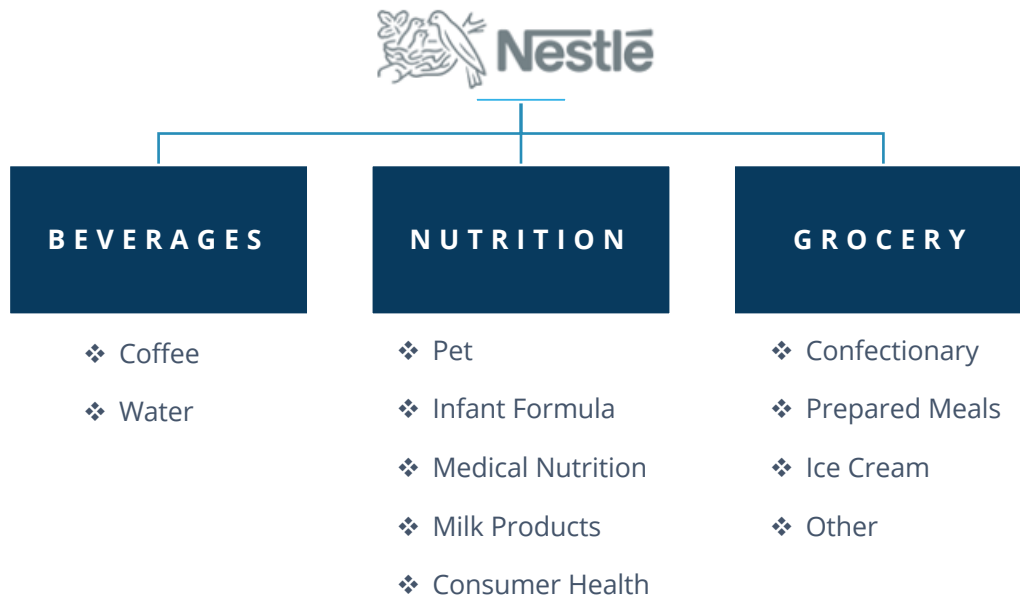 Nestlé
BEVERAGES
Coffee
Water
NUTRITION
Pet
Infant Formula
Medical Nutrition
Milk Products
Consumer Health
GROCERY
Confectionary
Prepared Meals
Ice Cream
Other